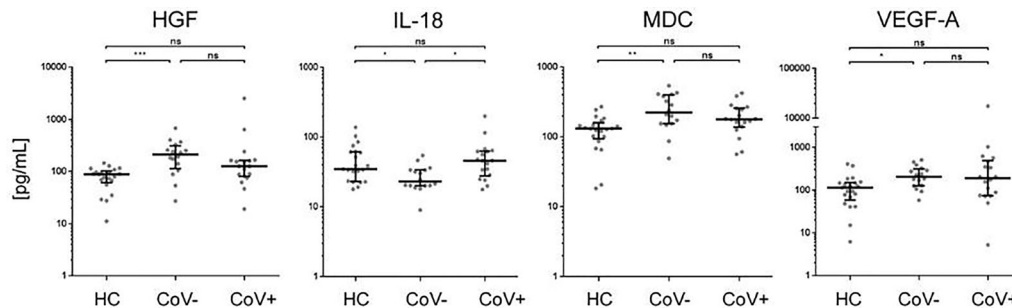 HGF
ns
*** ns
10000
1000
100
10
1
[pg/mL]
HC CoV- CoV+
IL-18
ns
* *
1000
100
10
1
HC CoV- CoV+
MDC
ns
** ns
1000
100
10
1
HC CoV- CoV+
VEGF-A
ns
* ns
100000
10000
1000
100
10
1
HC CoV- CoV+